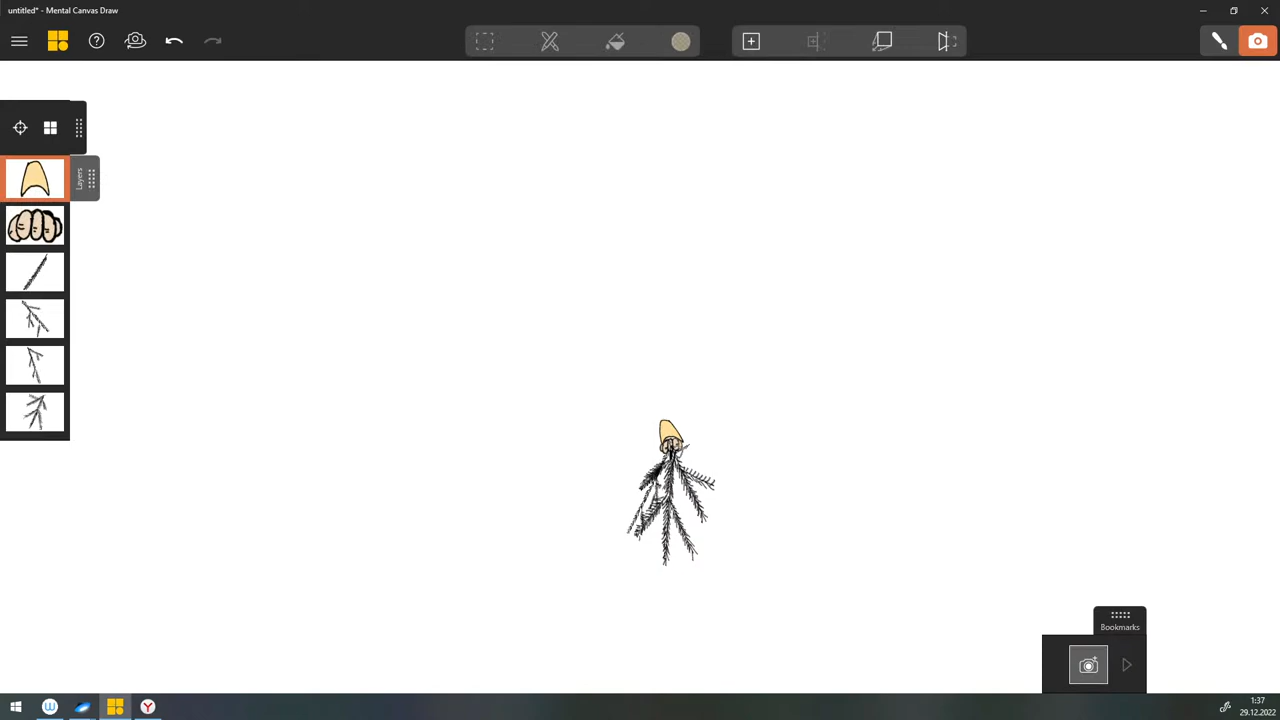 untitled* - Mental Canvas Draw
Layers
Bookmarks
1:37
29.12.2022